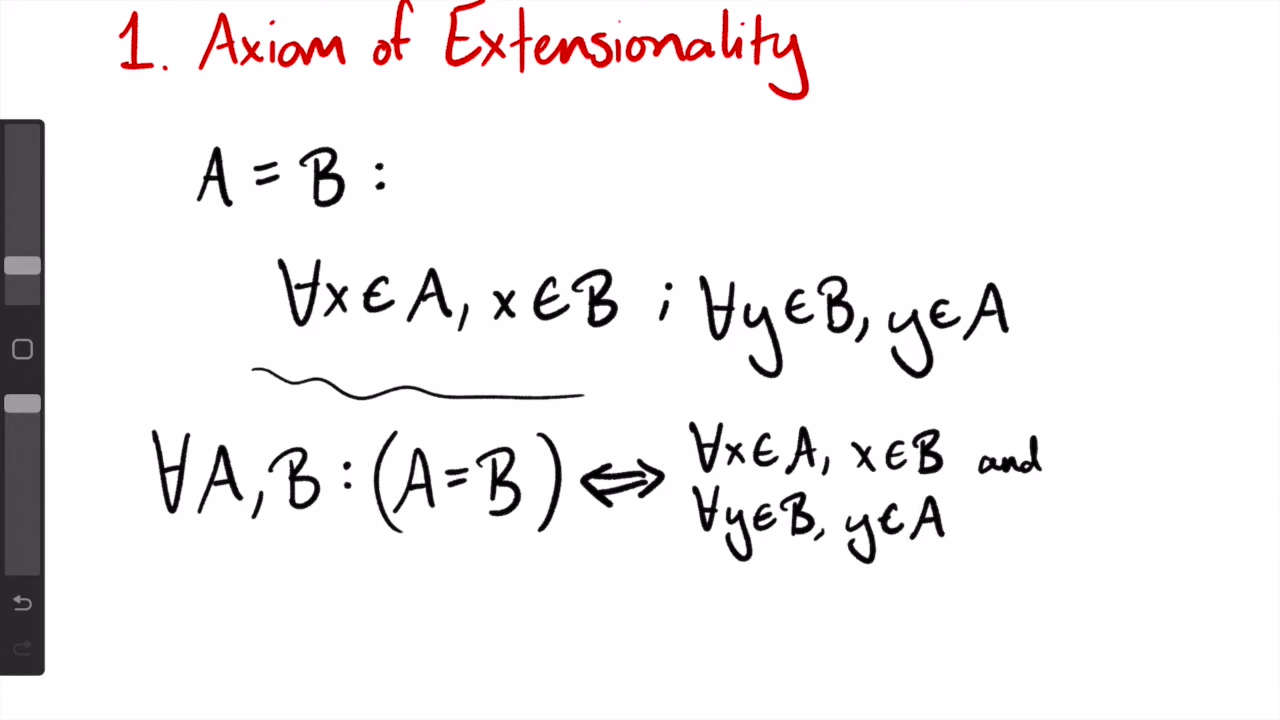 1. Axiom of Extensionality
A = B :
∀x∈A, x∈B ; ∀y∈B, y∈A
∀A, B : (A=B) ⟺ ∀x∈A, x∈B and
∀y∈B, y∈A